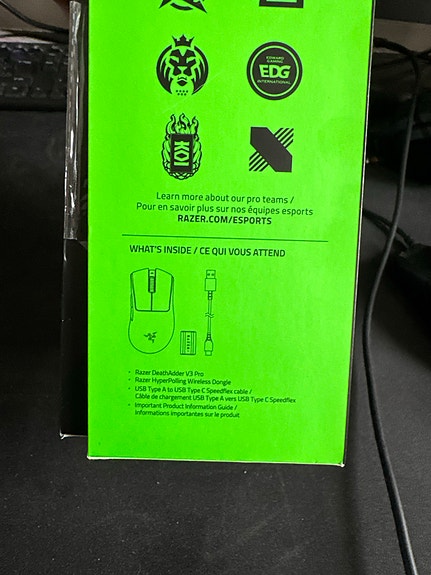 EDWARD
GAMING
EDG
INTERNATIONAL
KOI
Learn more about our pro teams /
Pour en savoir plus sur nos équipes esports
RAZER.COM/ESPORTS
WHAT'S INSIDE / CE QUI VOUS ATTEND
• Razer DeathAdder V3 Pro
• Razer HyperPolling Wireless Dongle
• USB Type A to USB Type C Speedflex cable /
Câble de chargement USB Type A vers USB Type C Speedflex
• Important Product Information Guide /
Informations importantes sur le produit